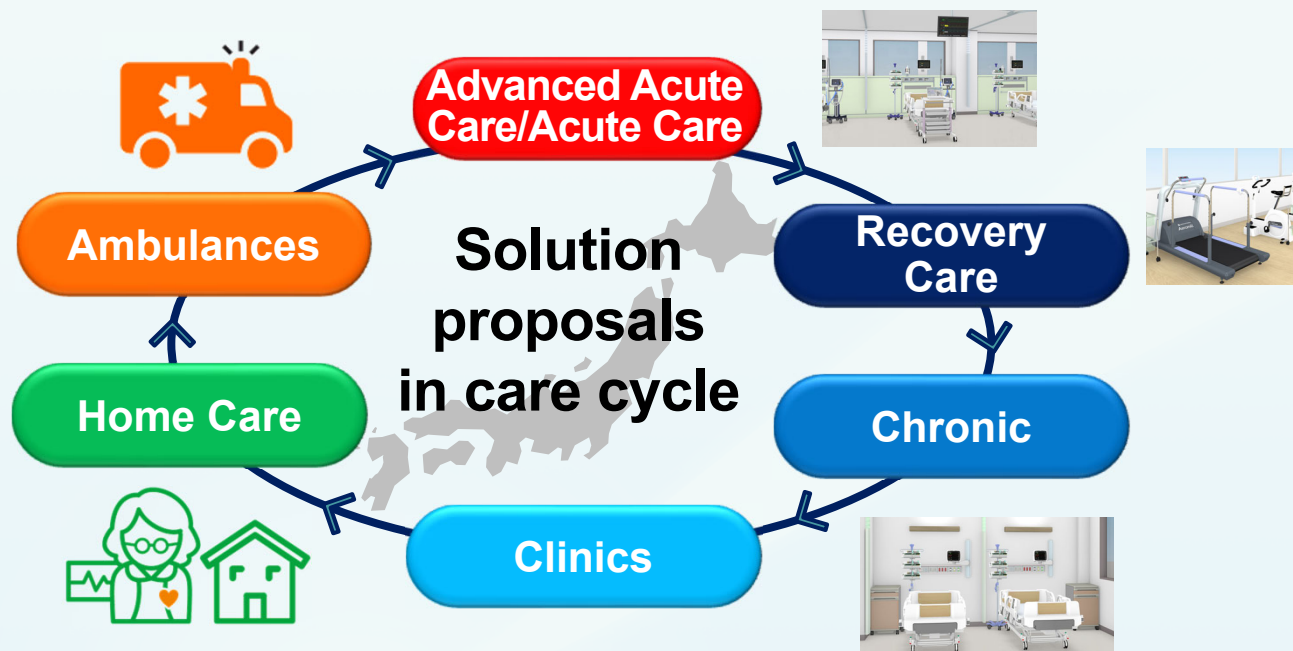 Advanced Acute
Care/Acute Care
Ambulances
Recovery
Care
Solution
proposals
in care cycle
Home Care
Chronic
Clinics